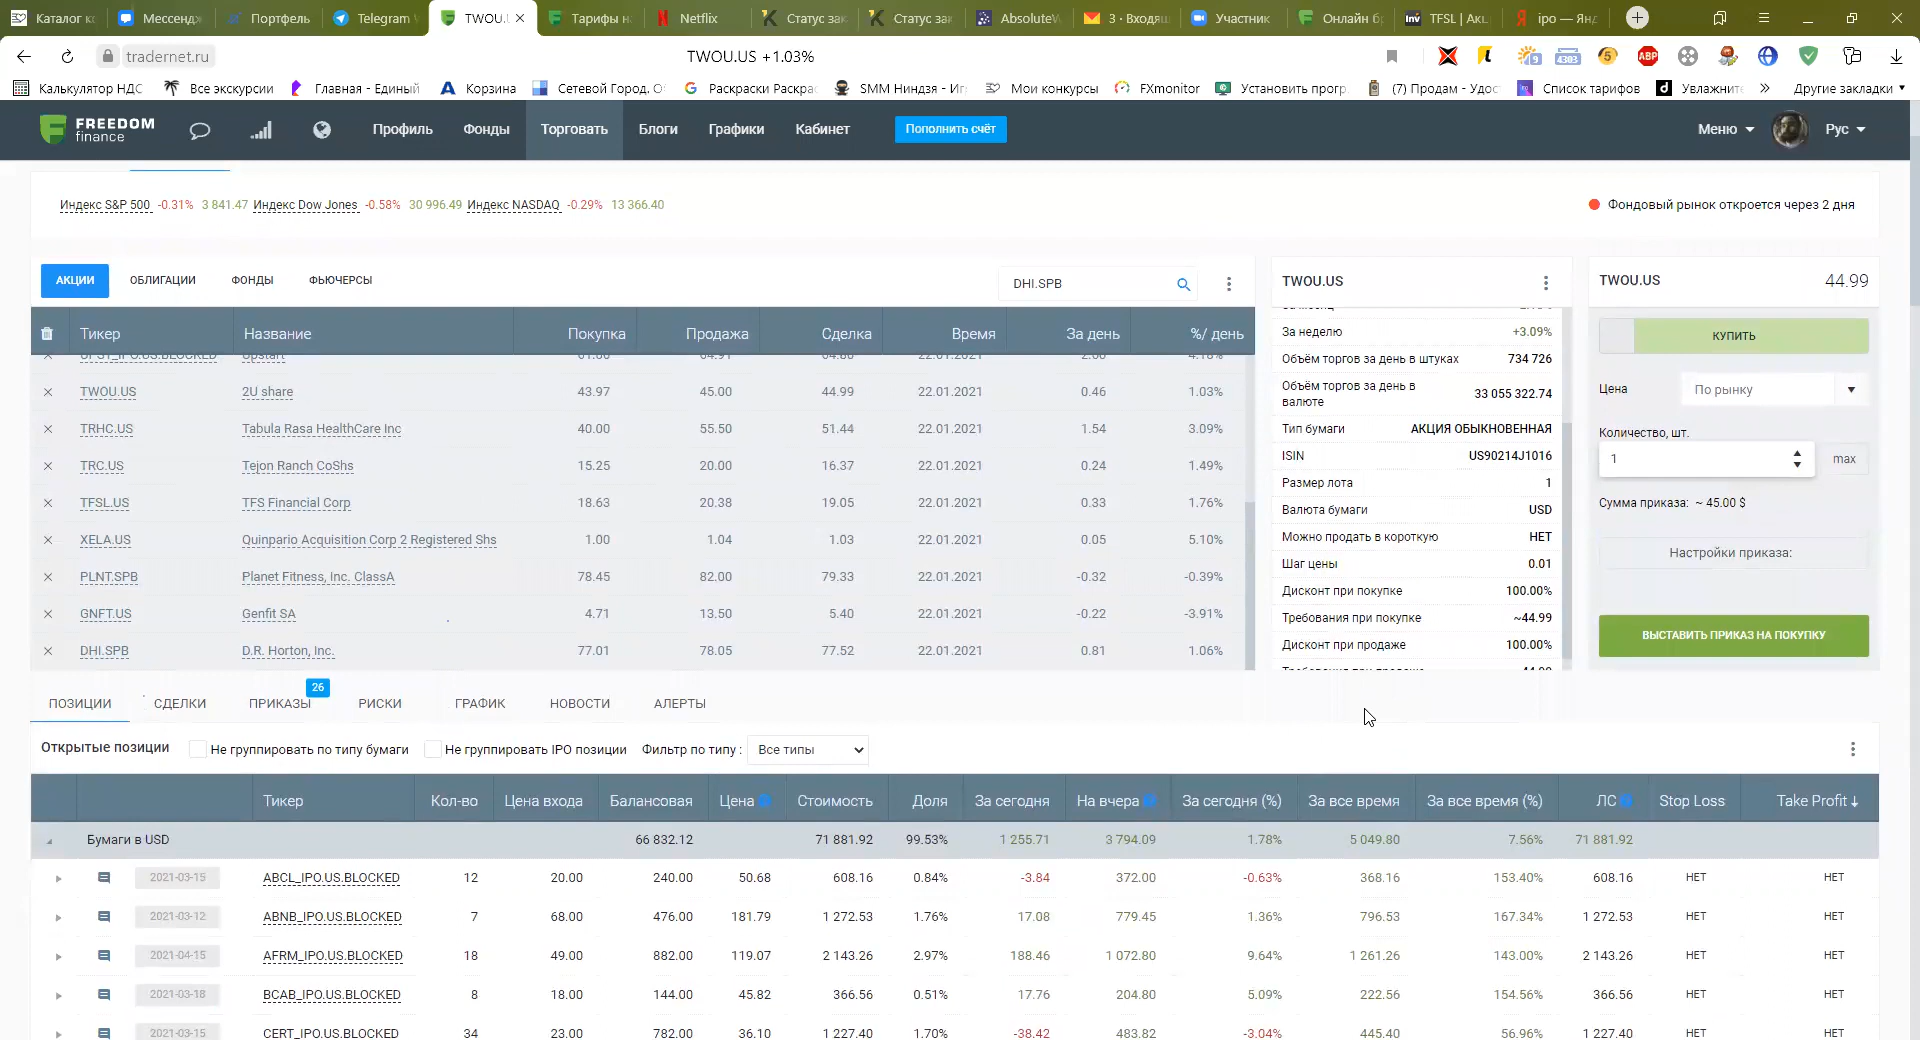 Каталог ко
Мессендж
Портфель
Telegram
TWOU.
Тарифы н
Netflix
Статус зак
Статус зак
AbsoluteW
3 · Входящ
Участник
Онлайн б
TFSL | Акц
ipo — Янд
tradernet.ru
TWOU.US +1.03%
Калькулятор НДС
Все экскурсии
Главная - Единый
Корзина
Сетевой Город. О
Раскраски Раскра
SMM Ниндзя - Иг
Мои конкурсы
FXmonitor
Установить прогр
(7) Продам - Удос
Список тарифов
Увлажните
Другие закладки
FREEDOM
finance
Профиль
Фонды
Торговать
Блоги
Графики
Кабинет
Пополнить счёт
Меню
Рус
Индекс S&P 500 -0.31% 3 841.47 Индекс Dow Jones -0.58% 30 996.49 Индекс NASDAQ -0.29% 13 366.40
Фондовый рынок откроется через 2 дня
АКЦИИ ОБЛИГАЦИИ ФОНДЫ ФЬЮЧЕРСЫ
DHI.SPB
Тикер Название Покупка Продажа Сделка Время За день %/ день
UPST_IPO.US.BLOCKED Upstart 22.01.2021 4.18%
TWOU.US 2U share 43.97 45.00 44.99 22.01.2021 0.46 1.03%
TRHC.US Tabula Rasa HealthCare Inc 40.00 55.50 51.44 22.01.2021 1.54 3.09%
TRC.US Tejon Ranch CoShs 15.25 20.00 16.37 22.01.2021 0.24 1.49%
TFSL.US TFS Financial Corp 18.63 20.38 19.05 22.01.2021 0.33 1.76%
XELA.US Quinpario Acquisition Corp 2 Registered Shs 1.00 1.04 1.03 22.01.2021 0.05 5.10%
PLNT.SPB Planet Fitness, Inc. ClassA 78.45 82.00 79.33 22.01.2021 -0.32 -0.39%
GNFT.US Genfit SA 4.71 13.50 5.40 22.01.2021 -0.22 -3.91%
DHI.SPB D.R. Horton, Inc. 77.01 78.05 77.52 22.01.2021 0.81 1.06%
TWOU.US
За неделю +3.09%
Объём торгов за день в штуках 734 726
Объём торгов за день в
валюте 33 055 322.74
Тип бумаги АКЦИЯ ОБЫКНОВЕННАЯ
ISIN US90214J1016
Размер лота 1
Валюта бумаги USD
Можно продать в короткую НЕТ
Шаг цены 0.01
Дисконт при покупке 100.00%
Требования при покупке ~44.99
Дисконт при продаже 100.00%
TWOU.US 44.99
КУПИТЬ
Цена По рынку
Количество, шт.
1 max
Сумма приказа: ~ 45.00 $
Настройки приказа:
ВЫСТАВИТЬ ПРИКАЗ НА ПОКУПКУ
26
ПОЗИЦИИ СДЕЛКИ ПРИКАЗЫ РИСКИ ГРАФИК НОВОСТИ АЛЕРТЫ
Открытые позиции Не группировать по типу бумаги Не группировать IPO позиции Фильтр по типу : Все типы
Тикер Кол-во Цена входа Балансовая Цена Стоимость Доля За сегодня На вчера За сегодня (%) За все время За все время (%) ЛС Stop Loss Take Profit
Бумаги в USD 66 832.12 71 881.92 99.53% 1 255.71 3 794.09 1.78% 5 049.80 7.56% 71 881.92
2021-03-15 ABCL_IPO.US.BLOCKED 12 20.00 240.00 50.68 608.16 0.84% -3.84 372.00 -0.63% 368.16 153.40% 608.16 НЕТ НЕТ
2021-03-12 ABNB_IPO.US.BLOCKED 7 68.00 476.00 181.79 1 272.53 1.76% 17.08 779.45 1.36% 796.53 167.34% 1 272.53 НЕТ НЕТ
2021-04-15 AFRM_IPO.US.BLOCKED 18 49.00 882.00 119.07 2 143.26 2.97% 188.46 1 072.80 9.64% 1 261.26 143.00% 2 143.26 НЕТ НЕТ
2021-03-18 BCAB_IPO.US.BLOCKED 8 18.00 144.00 45.82 366.56 0.51% 17.76 204.80 5.09% 222.56 154.56% 366.56 НЕТ НЕТ
2021-03-15 CERT_IPO.US.BLOCKED 34 23.00 782.00 36.10 1 227.40 1.70% -38.42 483.82 -3.04% 445.40 56.96% 1 227.40 НЕТ НЕТ